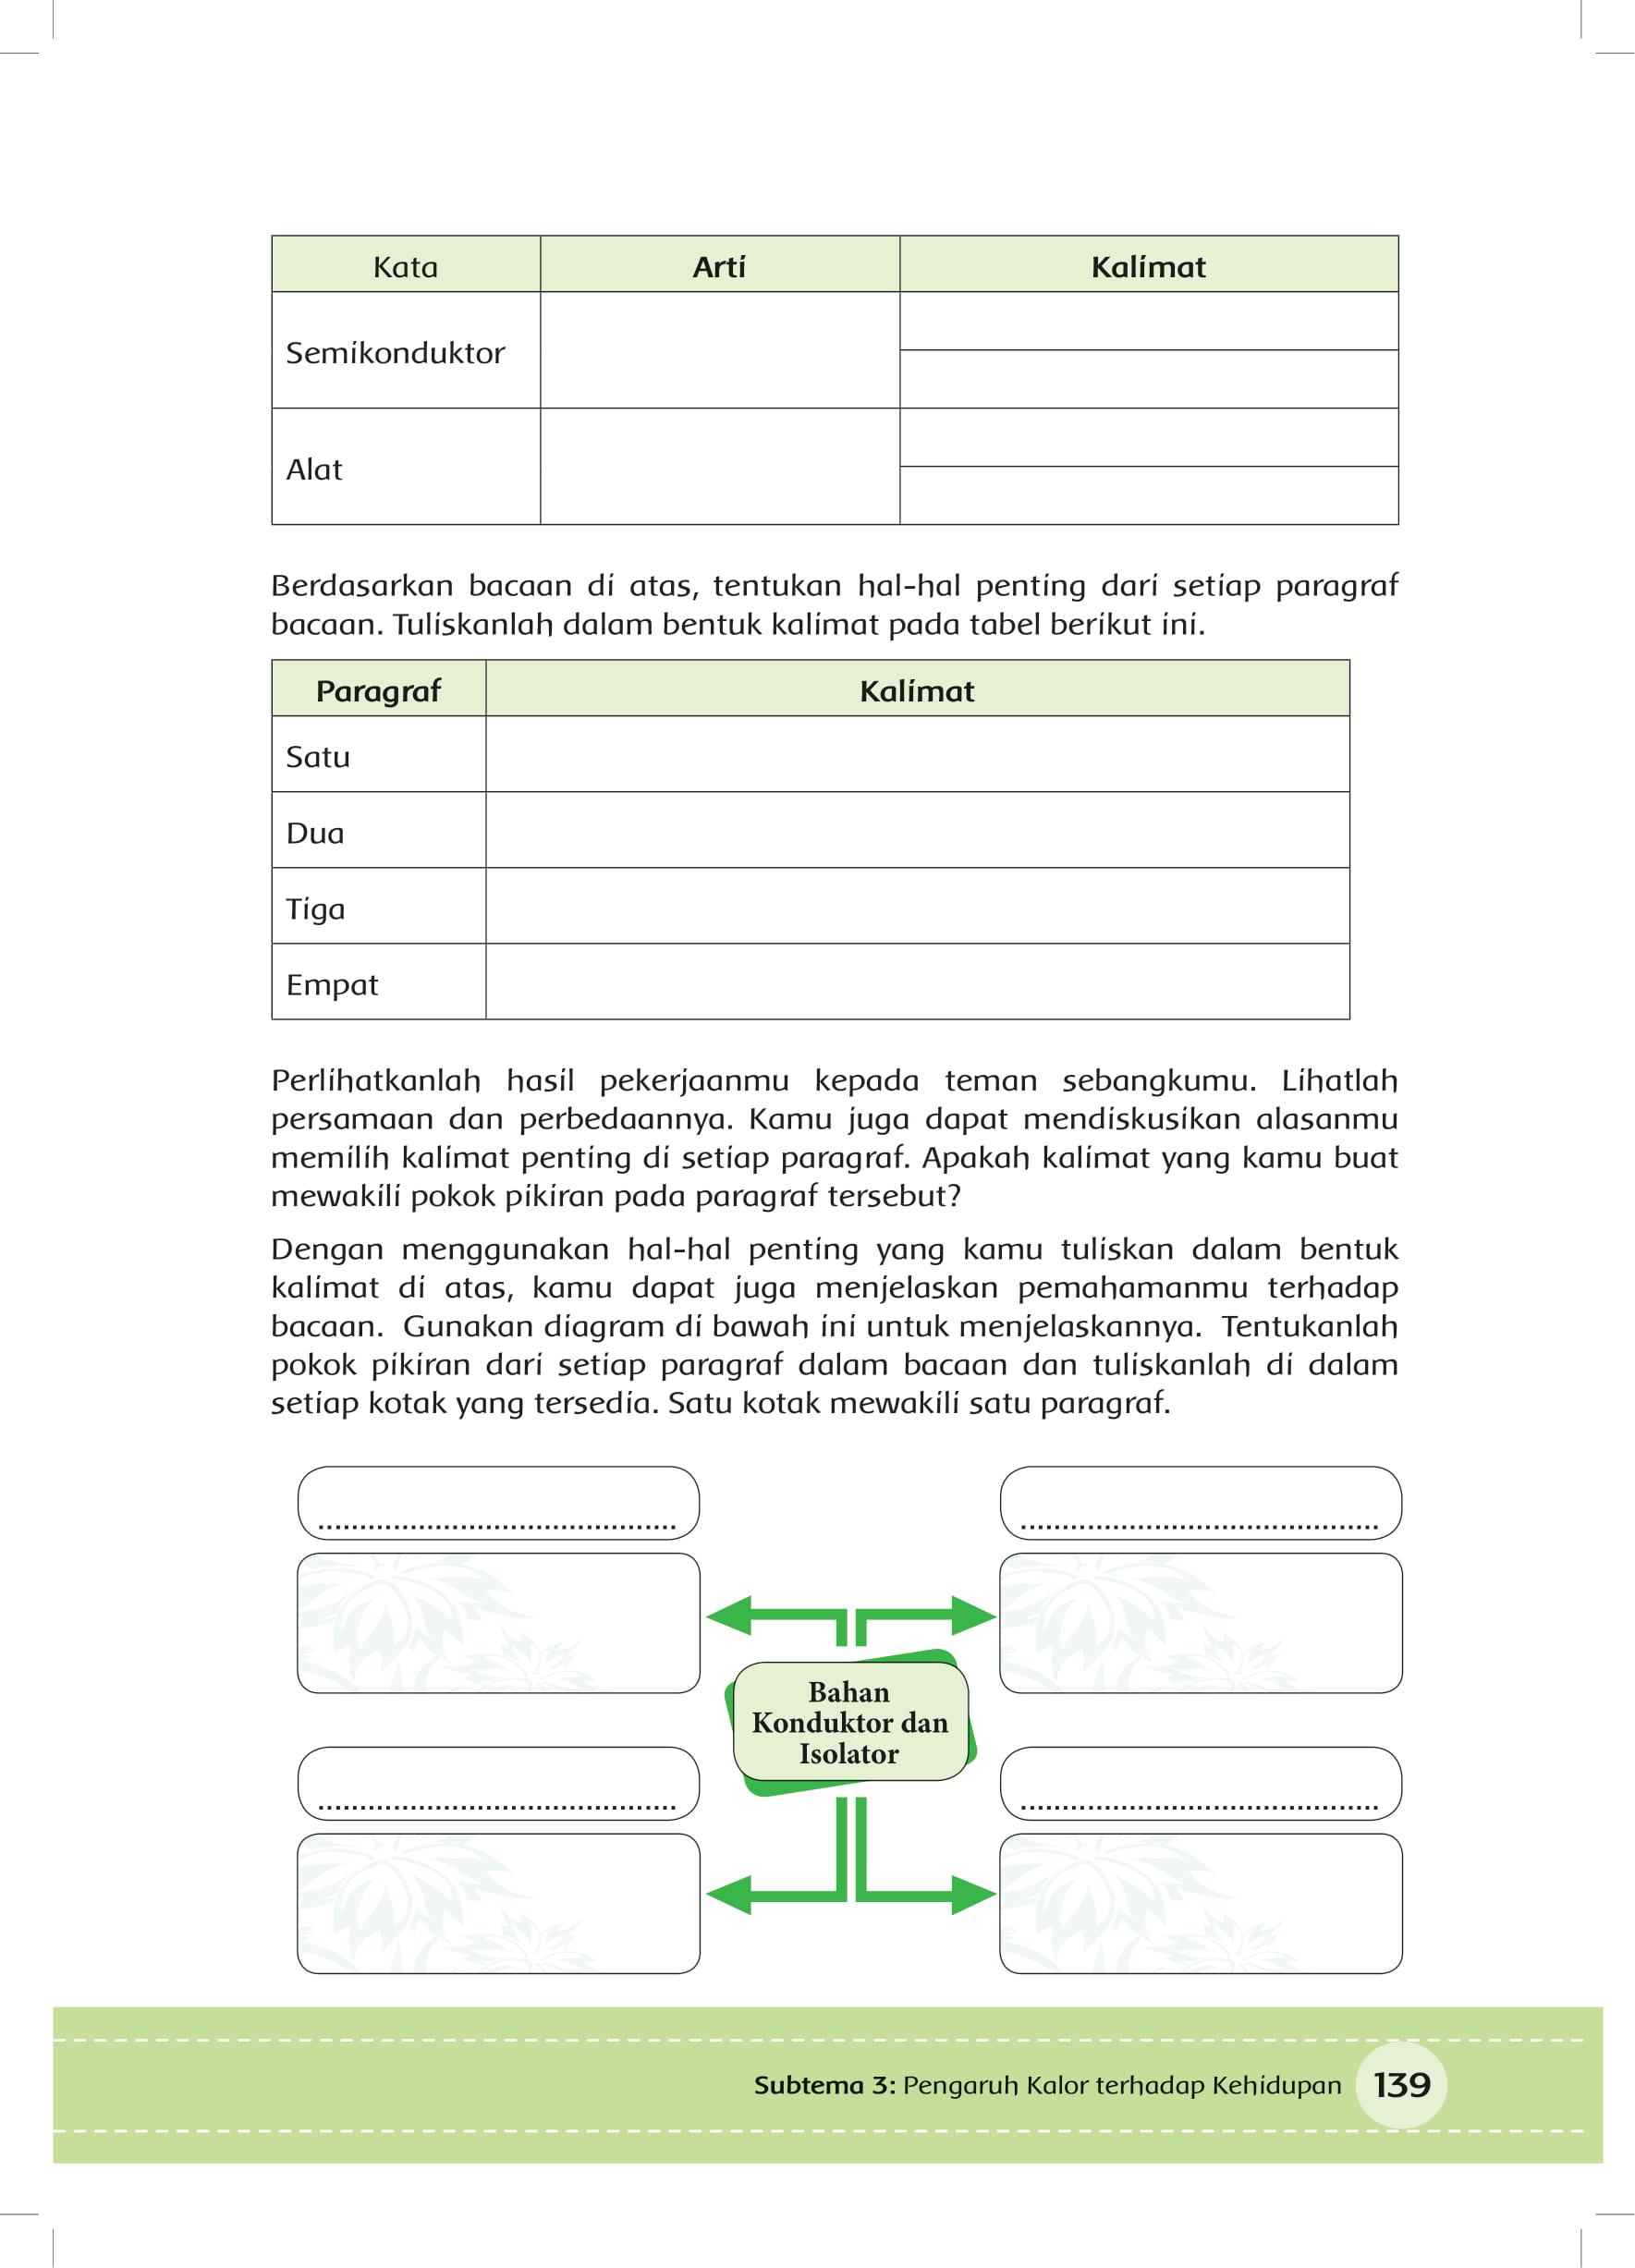 Kata Arti Kalimat
Semikonduktor
Alat
Berdasarkan bacaan di atas, tentukan hal-hal penting dari setiap paragraf
bacaan. Tuliskanlah dalam bentuk kalimat pada tabel berikut ini.
Paragraf Kalimat
Satu
Dua
Tiga
Empat
Perlihatkanlah hasil pekerjaanmu kepada teman sebangkumu. Lihatlah
persamaan dan perbedaannya. Kamu juga dapat mendiskusikan alasanmu
memilih kalimat penting di setiap paragraf. Apakah kalimat yang kamu buat
mewakili pokok pikiran pada paragraf tersebut?
Dengan menggunakan hal-hal penting yang kamu tuliskan dalam bentuk
kalimat di atas, kamu dapat juga menjelaskan pemahamanmu terhadap
bacaan. Gunakan diagram di bawah ini untuk menjelaskannya. Tentukanlah
pokok pikiran dari setiap paragraf dalam bacaan dan tuliskanlah di dalam
setiap kotak yang tersedia. Satu kotak mewakili satu paragraf.
Bahan
Konduktor dan
Isolator
Subtema 3: Pengaruh Kalor terhadap Kehidupan 139